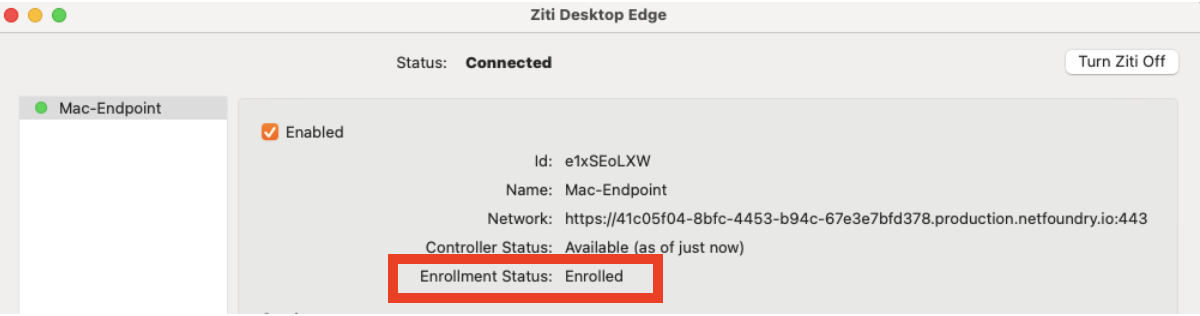 Ziti Desktop Edge
Status: Connected
Turn Ziti Off
Mac-Endpoint
Enabled
Id: e1xSEoLXW
Name: Mac-Endpoint
Network: https://41c05f04-8bfc-4453-b94c-67e3e7bfd378.production.netfoundry.io:443
Controller Status: Available (as of just now)
Enrollment Status: Enrolled